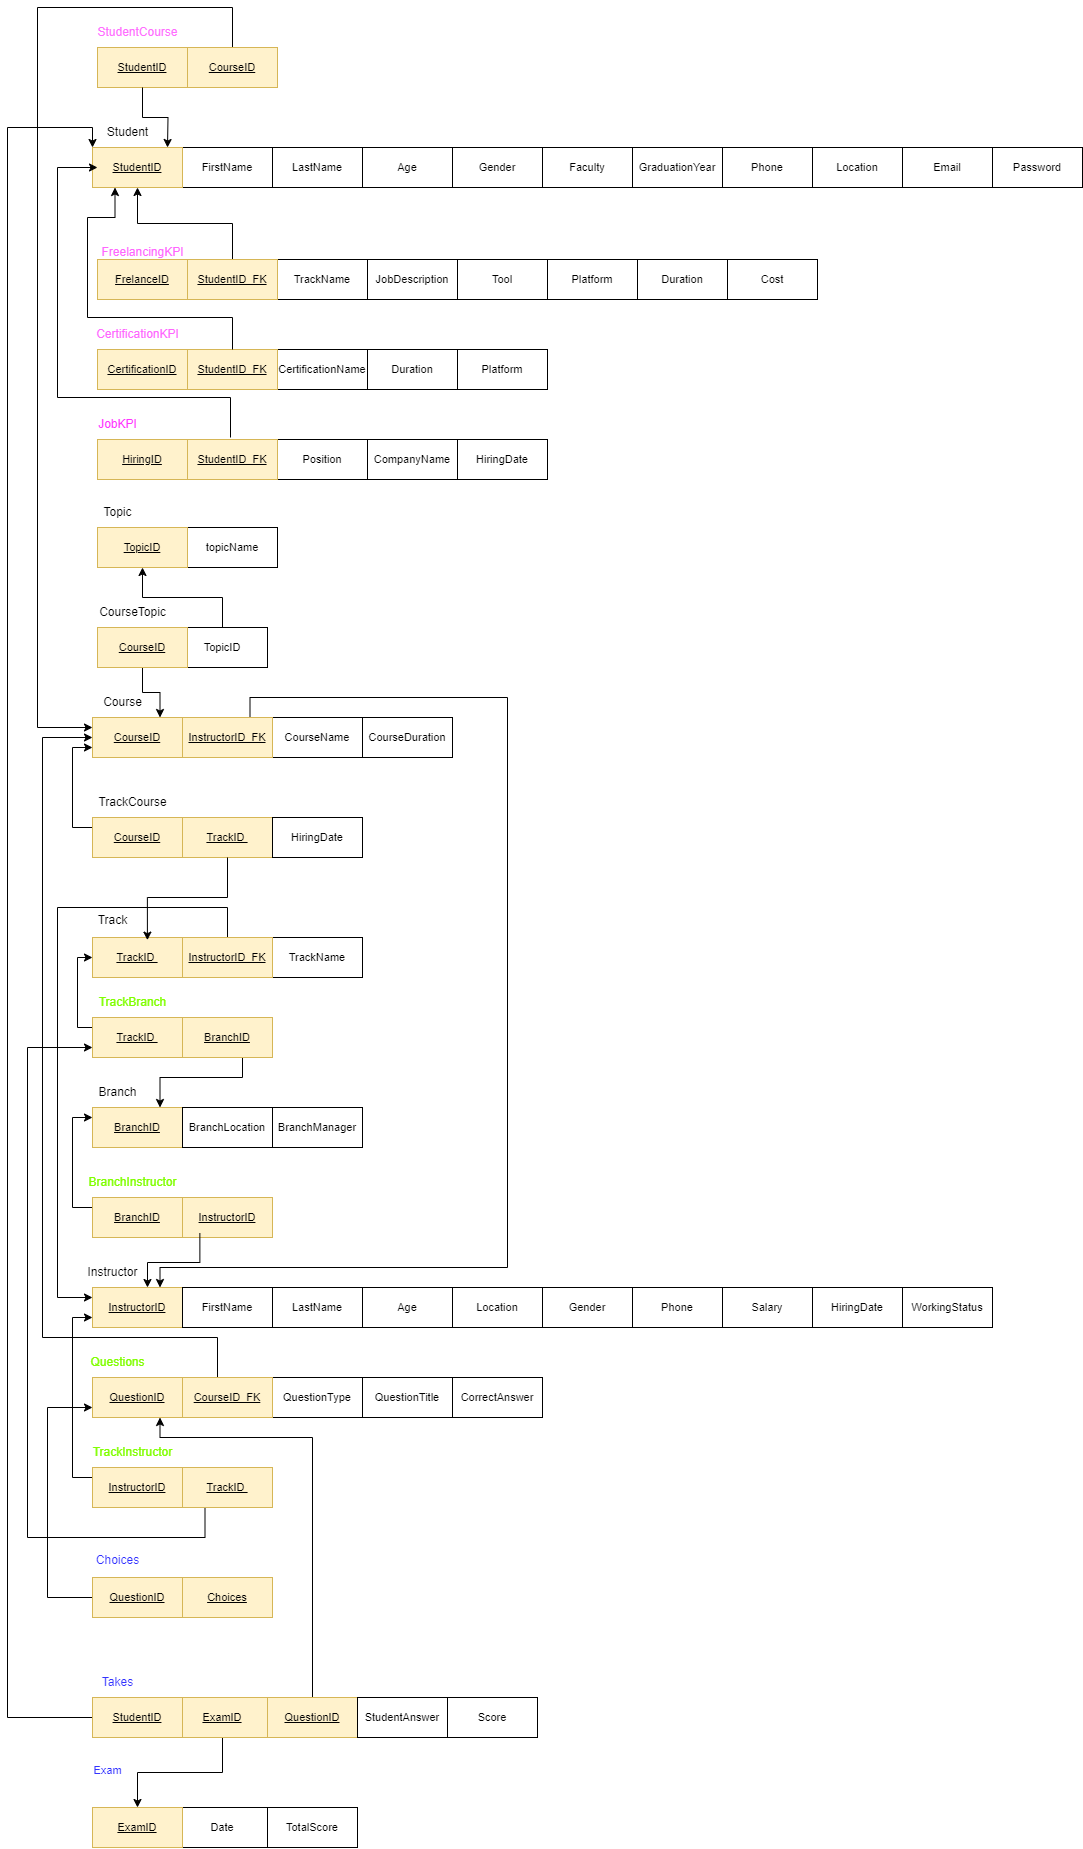 StudentCourse
StudentID CourseID
Student
StudentID FirstName LastName Age Gender Faculty GraduationYear Phone Location Email Password
FreelancingKPI
FrelanceID StudentID_FK TrackName JobDescription Tool Platform Duration Cost
CertificationKPI
CertificationID StudentID_FK CertificationName Duration Platform
JobKPI
HiringID StudentID_FK Position CompanyName HiringDate
Topic
TopicID topicName
CourseTopic
CourseID TopicID
Course
CourseID InstructorID_FK CourseName CourseDuration
TrackCourse
CourseID TrackID HiringDate
Track
TrackID InstructorID_FK TrackName
TrackBranch
TrackID BranchID
Branch
BranchID BranchLocation BranchManager
BranchInstructor
BranchID InstructorID
Instructor
InstructorID FirstName LastName Age Location Gender Phone Salary HiringDate WorkingStatus
Questions
QuestionID CourseID_FK QuestionType QuestionTitle CorrectAnswer
TrackInstructor
InstructorID TrackID
Choices
QuestionID Choices
Takes
StudentID ExamID QuestionID StudentAnswer Score
Exam
ExamID Date TotalScore